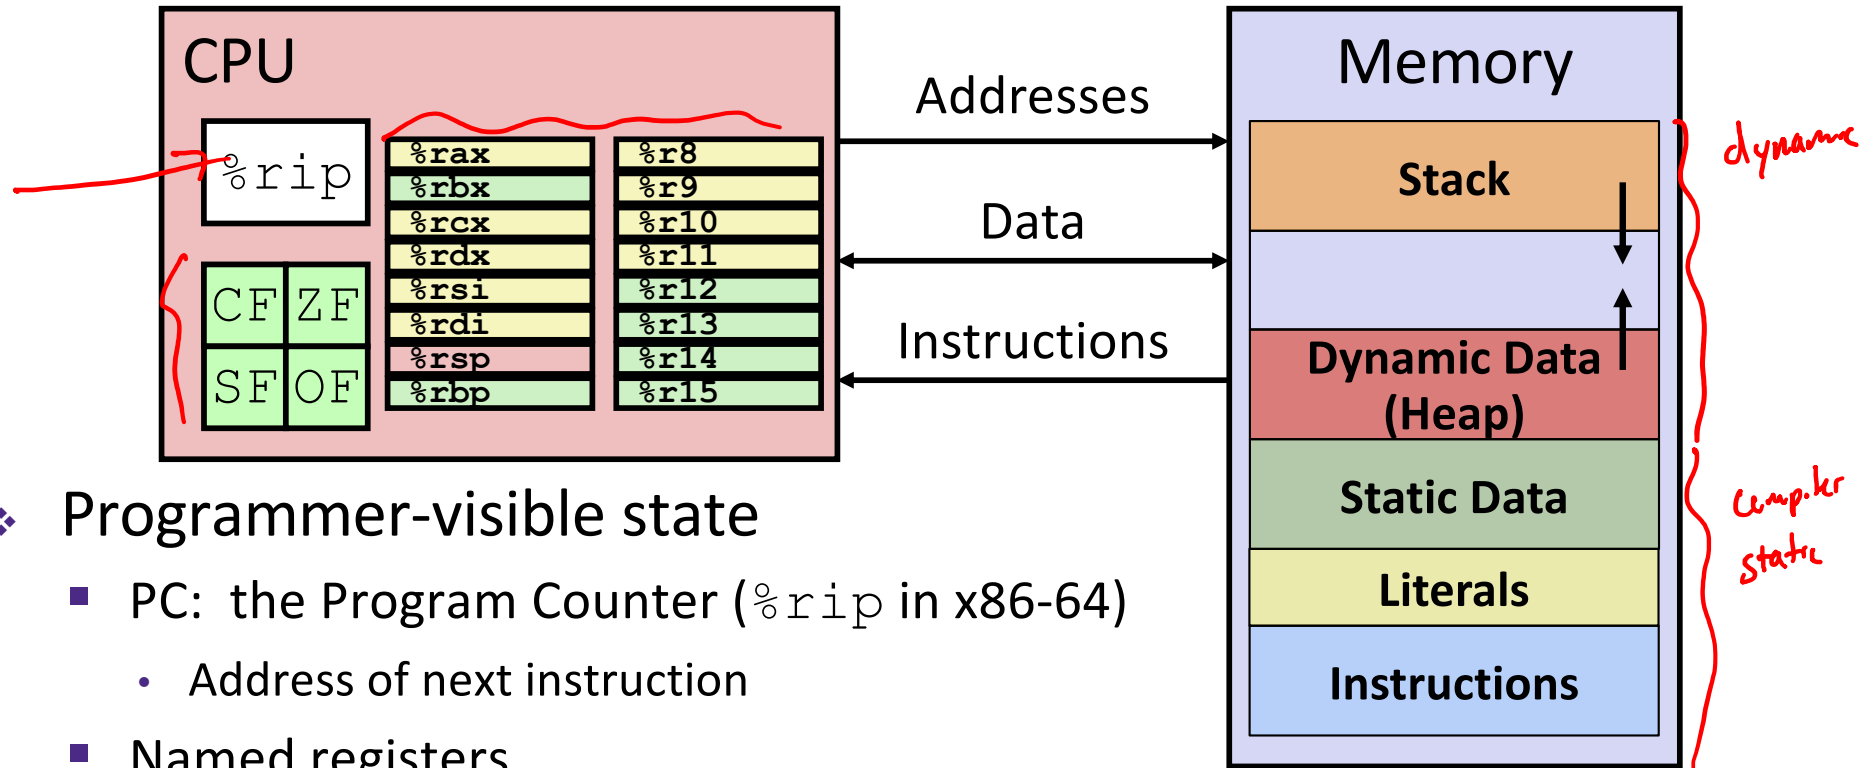 CPU
%rip
CF ZF
SF OF
%rax %r8
%rbx %r9
%rcx %r10
%rdx %r11
%rsi %r12
%rdi %r13
%rsp %r14
%rbp %r15
Addresses
Data
Instructions
Memory
Stack
Dynamic Data
(Heap)
Static Data
Literals
Instructions
dynamic
compiler
static
Programmer-visible state
PC: the Program Counter (%rip in x86-64)
Address of next instruction
Named registers